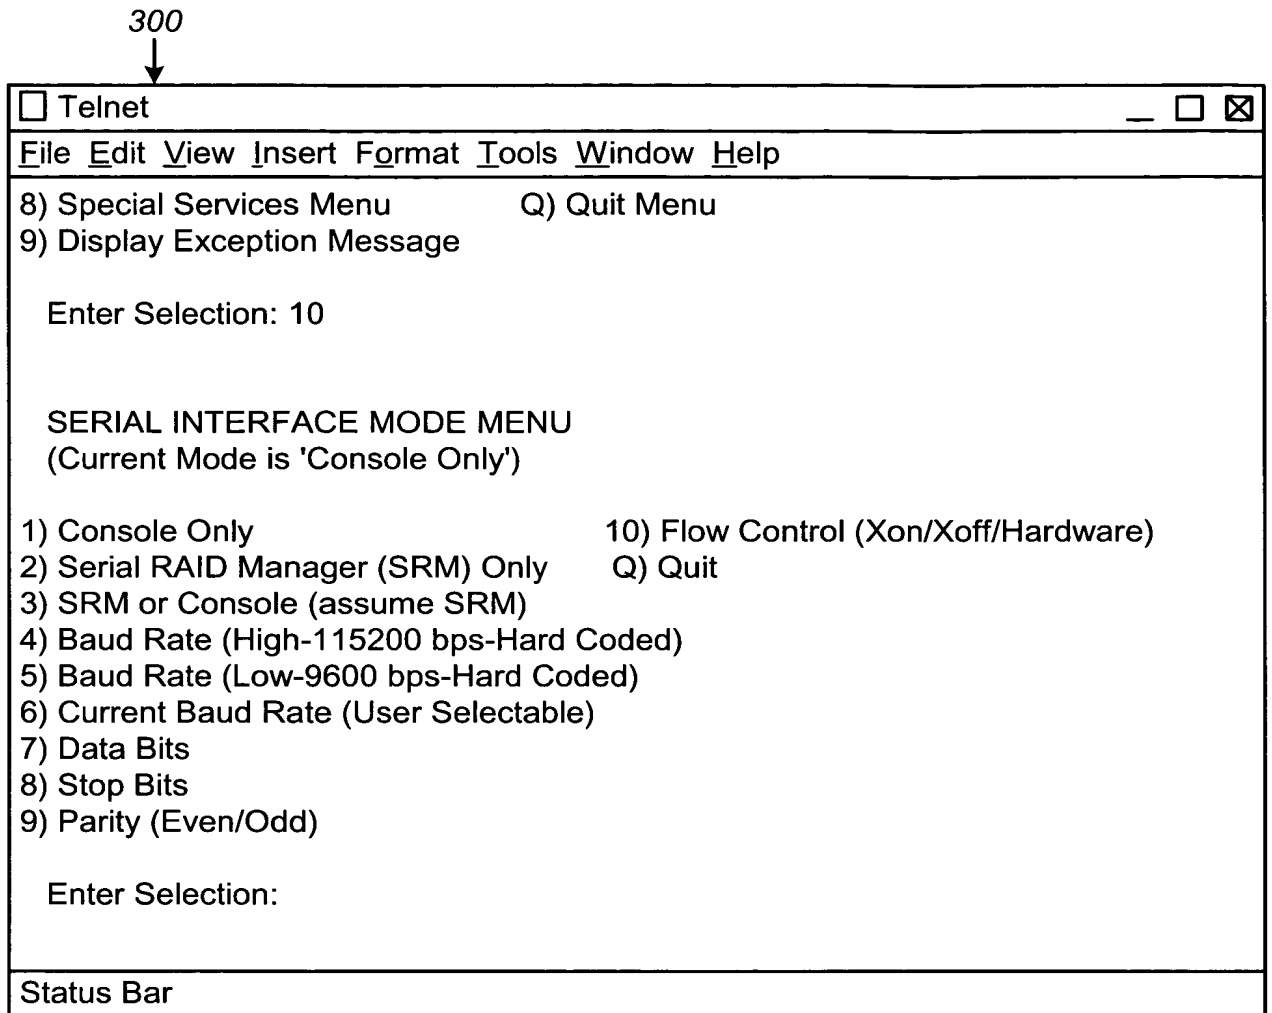 300
Telnet
File Edit View Insert Format Tools Window Help
8) Special Services Menu Q) Quit Menu
9) Display Exception Message
Enter Selection: 10
SERIAL INTERFACE MODE MENU
(Current Mode is 'Console Only')
1) Console Only 10) Flow Control (Xon/Xoff/Hardware)
2) Serial RAID Manager (SRM) Only Q) Quit
3) SRM or Console (assume SRM)
4) Baud Rate (High-115200 bps-Hard Coded)
5) Baud Rate (Low-9600 bps-Hard Coded)
6) Current Baud Rate (User Selectable)
7) Data Bits
8) Stop Bits
9) Parity (Even/Odd)
Enter Selection:
Status Bar